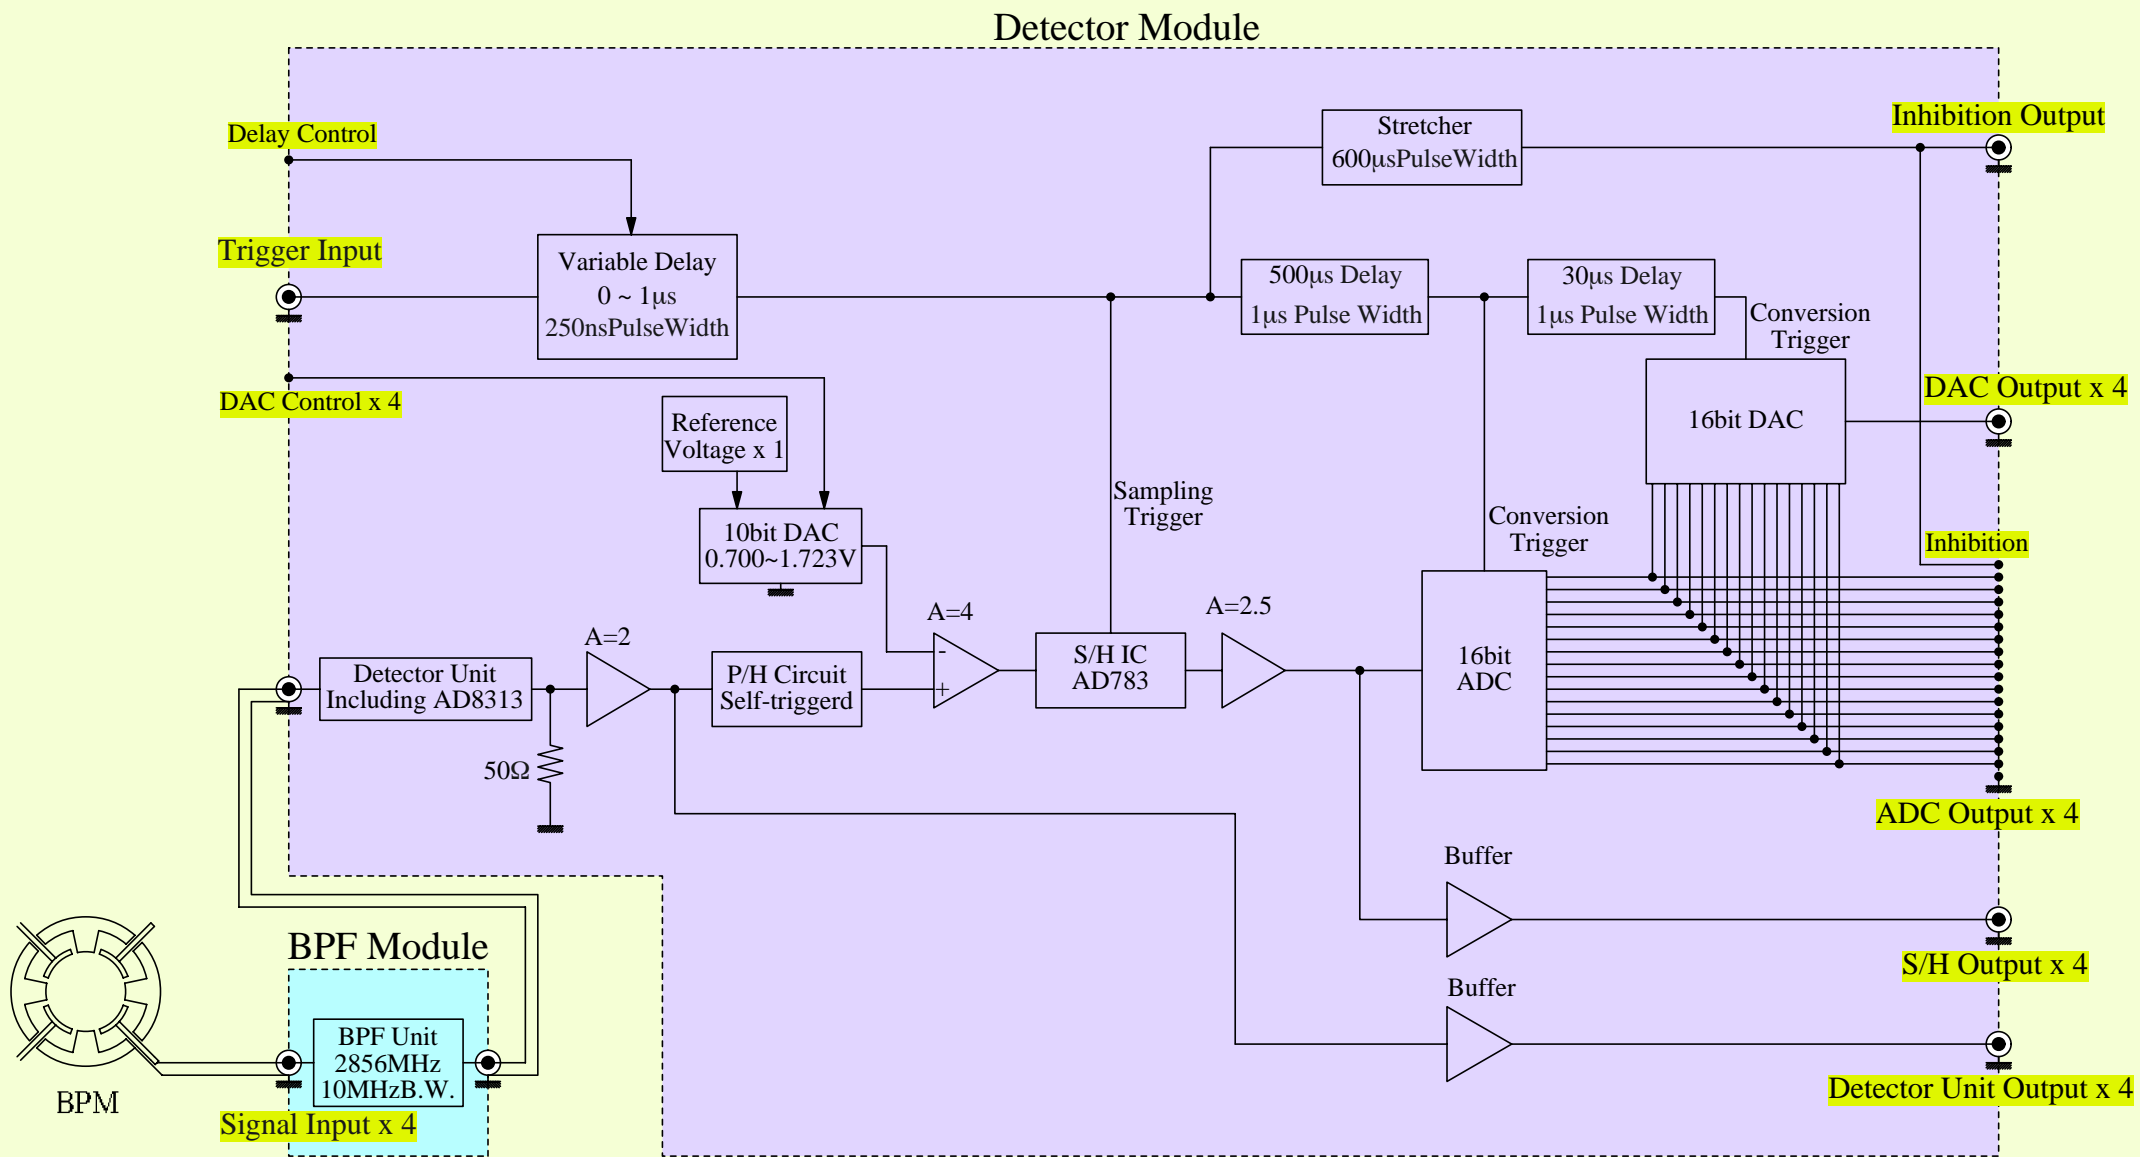 Detector Module
Delay Control
Stretcher
600μsPulseWidth
Inhibition Output
Trigger Input
Variable Delay
0 ~ 1μs
250nsPulseWidth
500μs Delay
1μs Pulse Width
30μs Delay
1μs Pulse Width
Conversion
Trigger
DAC Control x 4
Reference
Voltage x 1
16bit DAC
DAC Output x 4
10bit DAC
0.700~1.723V
Sampling
Trigger
Conversion
Trigger
Inhibition
A=2
A=4
A=2.5
Detector Unit
Including AD8313
P/H Circuit
Self-triggerd
-
+
S/H IC
AD783
16bit
ADC
50Ω
ADC Output x 4
Buffer
S/H Output x 4
Buffer
Detector Unit Output x 4
BPF Module
BPF Unit
2856MHz
10MHzB.W.
BPM
Signal Input x 4